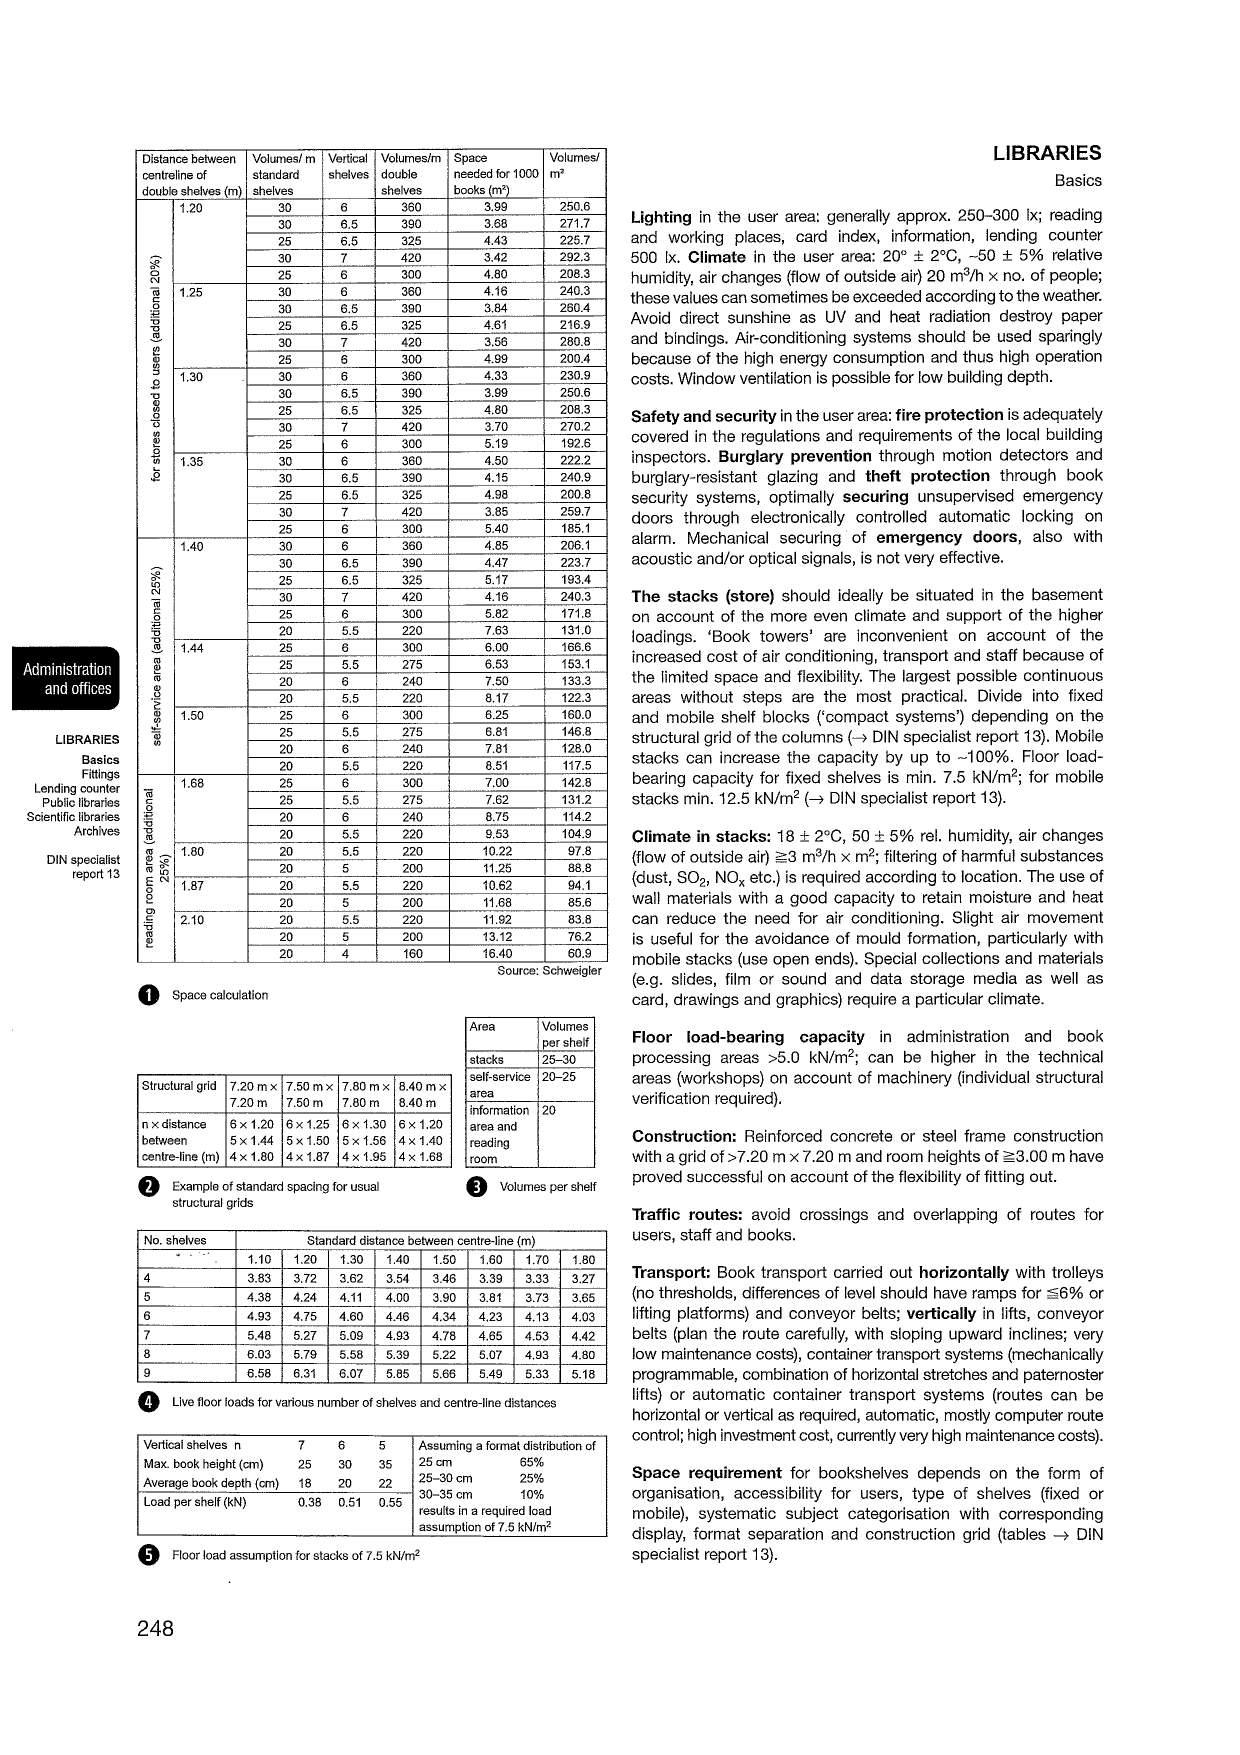 LIBRARIES
Basics
Distance between centreline of double shelves (m) | Volumes/ m standard shelves | Vertical shelves | Volumes/m double shelves | Space needed for 1000 books (m²) | Volumes/ m²
for stores closed to users (additional 20%)
1.20 30 6 360 3.99 250.6
30 6.5 390 3.68 271.7
25 6.5 325 4.43 225.7
30 7 420 3.42 292.3
25 6 300 4.80 208.3
1.25 30 6 360 4.16 240.3
30 6.5 390 3.84 260.4
25 6.5 325 4.61 216.9
30 7 420 3.56 280.8
25 6 300 4.99 200.4
1.30 30 6 360 4.33 230.9
30 6.5 390 3.99 250.6
25 6.5 325 4.80 208.3
30 7 420 3.70 270.2
25 6 300 5.19 192.6
1.35 30 6 360 4.50 222.2
30 6.5 390 4.15 240.9
25 6.5 325 4.98 200.8
30 7 420 3.85 259.7
25 6 300 5.40 185.1
self-service area (additional 25%)
1.40 30 6 360 4.85 206.1
30 6.5 390 4.47 223.7
25 6.5 325 5.17 193.4
30 7 420 4.16 240.3
25 6 300 5.82 171.8
20 5.5 220 7.63 131.0
1.44 25 6 300 6.00 166.6
25 5.5 275 6.53 153.1
20 6 240 7.50 133.3
20 5.5 220 8.17 122.3
1.50 25 6 300 6.25 160.0
25 5.5 275 6.81 146.8
20 6 240 7.81 128.0
20 5.5 220 8.51 117.5
reading room area (additional 25%)
1.68 25 6 300 7.00 142.8
25 5.5 275 7.62 131.2
20 6 240 8.75 114.2
20 5.5 220 9.53 104.9
1.80 20 5.5 220 10.22 97.8
20 5 200 11.25 88.8
1.87 20 5.5 220 10.62 94.1
20 5 200 11.68 85.6
2.10 20 5.5 220 11.92 83.8
20 5 200 13.12 76.2
20 4 160 16.40 60.9
Source: Schweigler
1 Space calculation
Structural grid | 7.20 m x 7.20 m | 7.50 m x 7.50 m | 7.80 m x 7.80 m | 8.40 m x 8.40 m
n x distance | 6 x 1.20 | 6 x 1.25 | 6 x 1.30 | 6 x 1.20
between | 5 x 1.44 | 5 x 1.50 | 5 x 1.56 | 4 x 1.40
centre-line (m) | 4 x 1.80 | 4 x 1.87 | 4 x 1.95 | 4 x 1.68
2 Example of standard spacing for usual
structural grids
Area | Volumes per shelf
stacks | 25–30
self-service area | 20–25
information area and reading room | 20
3 Volumes per shelf
No. shelves | Standard distance between centre-line (m)
1.10 1.20 1.30 1.40 1.50 1.60 1.70 1.80
4 3.83 3.72 3.62 3.54 3.46 3.39 3.33 3.27
5 4.38 4.24 4.11 4.00 3.90 3.81 3.73 3.65
6 4.93 4.75 4.60 4.46 4.34 4.23 4.13 4.03
7 5.48 5.27 5.09 4.93 4.78 4.65 4.53 4.42
8 6.03 5.79 5.58 5.39 5.22 5.07 4.93 4.80
9 6.58 6.31 6.07 5.85 5.66 5.49 5.33 5.18
4 Live floor loads for various number of shelves and centre-line distances
Vertical shelves n 7 6 5
Max. book height (cm) 25 30 35
Average book depth (cm) 18 20 22
Load per shelf (kN) 0.38 0.51 0.55
Assuming a format distribution of
25 cm 65%
25–30 cm 25%
30–35 cm 10%
results in a required load
assumption of 7.5 kN/m²
5 Floor load assumption for stacks of 7.5 kN/m²
Administration
and offices
LIBRARIES
Basics
Fittings
Lending counter
Public libraries
Scientific libraries
Archives
DIN specialist
report 13
Lighting in the user area: generally approx. 250–300 lx; reading
and working places, card index, information, lending counter
500 lx. Climate in the user area: 20° ± 2°C, ~50 ± 5% relative
humidity, air changes (flow of outside air) 20 m³/h x no. of people;
these values can sometimes be exceeded according to the weather.
Avoid direct sunshine as UV and heat radiation destroy paper
and bindings. Air-conditioning systems should be used sparingly
because of the high energy consumption and thus high operation
costs. Window ventilation is possible for low building depth.
Safety and security in the user area: fire protection is adequately
covered in the regulations and requirements of the local building
inspectors. Burglary prevention through motion detectors and
burglary-resistant glazing and theft protection through book
security systems, optimally securing unsupervised emergency
doors through electronically controlled automatic locking on
alarm. Mechanical securing of emergency doors, also with
acoustic and/or optical signals, is not very effective.
The stacks (store) should ideally be situated in the basement
on account of the more even climate and support of the higher
loadings. ‘Book towers’ are inconvenient on account of the
increased cost of air conditioning, transport and staff because of
the limited space and flexibility. The largest possible continuous
areas without steps are the most practical. Divide into fixed
and mobile shelf blocks (‘compact systems’) depending on the
structural grid of the columns (→ DIN specialist report 13). Mobile
stacks can increase the capacity by up to ~100%. Floor load-
bearing capacity for fixed shelves is min. 7.5 kN/m²; for mobile
stacks min. 12.5 kN/m² (→ DIN specialist report 13).
Climate in stacks: 18 ± 2°C, 50 ± 5% rel. humidity, air changes
(flow of outside air) ≧3 m³/h x m²; filtering of harmful substances
(dust, SO₂, NOₓ etc.) is required according to location. The use of
wall materials with a good capacity to retain moisture and heat
can reduce the need for air conditioning. Slight air movement
is useful for the avoidance of mould formation, particularly with
mobile stacks (use open ends). Special collections and materials
(e.g. slides, film or sound and data storage media as well as
card, drawings and graphics) require a particular climate.
Floor load-bearing capacity in administration and book
processing areas >5.0 kN/m²; can be higher in the technical
areas (workshops) on account of machinery (individual structural
verification required).
Construction: Reinforced concrete or steel frame construction
with a grid of >7.20 m x 7.20 m and room heights of ≧3.00 m have
proved successful on account of the flexibility of fitting out.
Traffic routes: avoid crossings and overlapping of routes for
users, staff and books.
Transport: Book transport carried out horizontally with trolleys
(no thresholds, differences of level should have ramps for ≦6% or
lifting platforms) and conveyor belts; vertically in lifts, conveyor
belts (plan the route carefully, with sloping upward inclines; very
low maintenance costs), container transport systems (mechanically
programmable, combination of horizontal stretches and paternoster
lifts) or automatic container transport systems (routes can be
horizontal or vertical as required, automatic, mostly computer route
control; high investment cost, currently very high maintenance costs).
Space requirement for bookshelves depends on the form of
organisation, accessibility for users, type of shelves (fixed or
mobile), systematic subject categorisation with corresponding
display, format separation and construction grid (tables → DIN
specialist report 13).
248